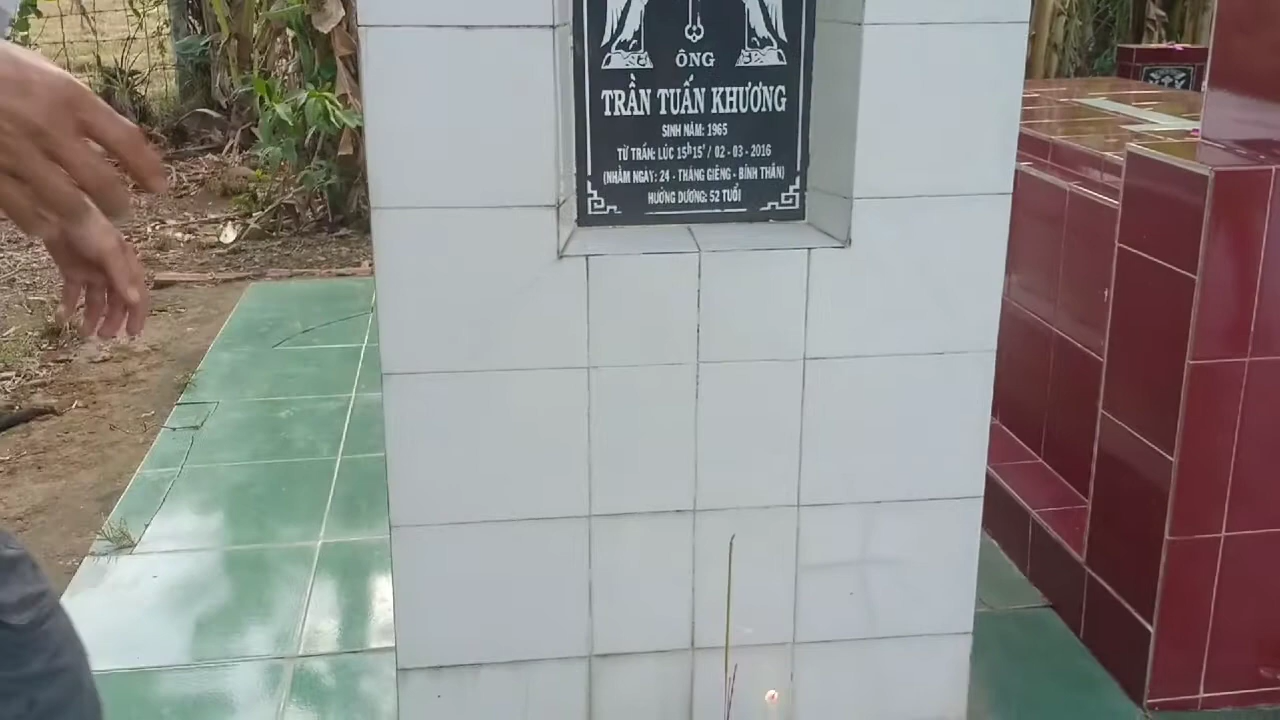 ÔNG
TRẦN TUẤN KHƯƠNG
SINH NĂM: 1965
TỪ TRẦN: LÚC 15h15' / 02 - 03 - 2016
(NHẰM NGÀY: 24 - THÁNG GIÊNG - BÍNH THÂN)
HƯỞNG DƯƠNG: 52 TUỔI